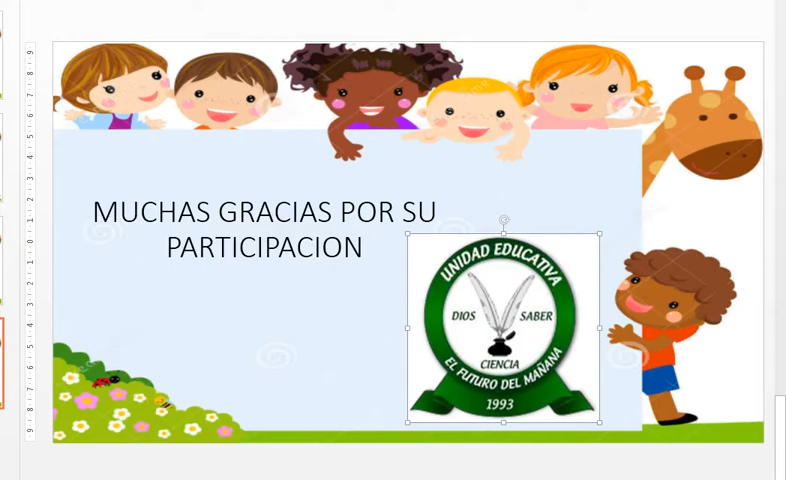 MUCHAS GRACIAS POR SU
PARTICIPACION
UNIDAD EDUCATIVA
DIOS SABER
CIENCIA
EL FUTURO DEL MAÑANA
1993